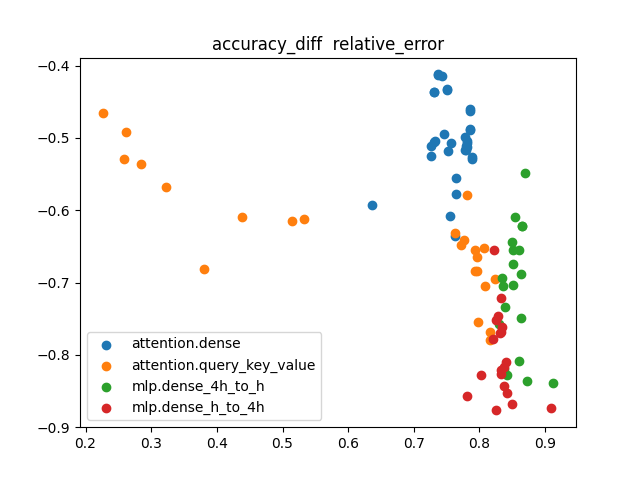 accuracy_diff  relative_error
−0.4
−0.5
−0.6
−0.7
−0.8
−0.9
attention.dense
attention.query_key_value
mlp.dense_4h_to_h
mlp.dense_h_to_4h
0.2 0.3 0.4 0.5 0.6 0.7 0.8 0.9